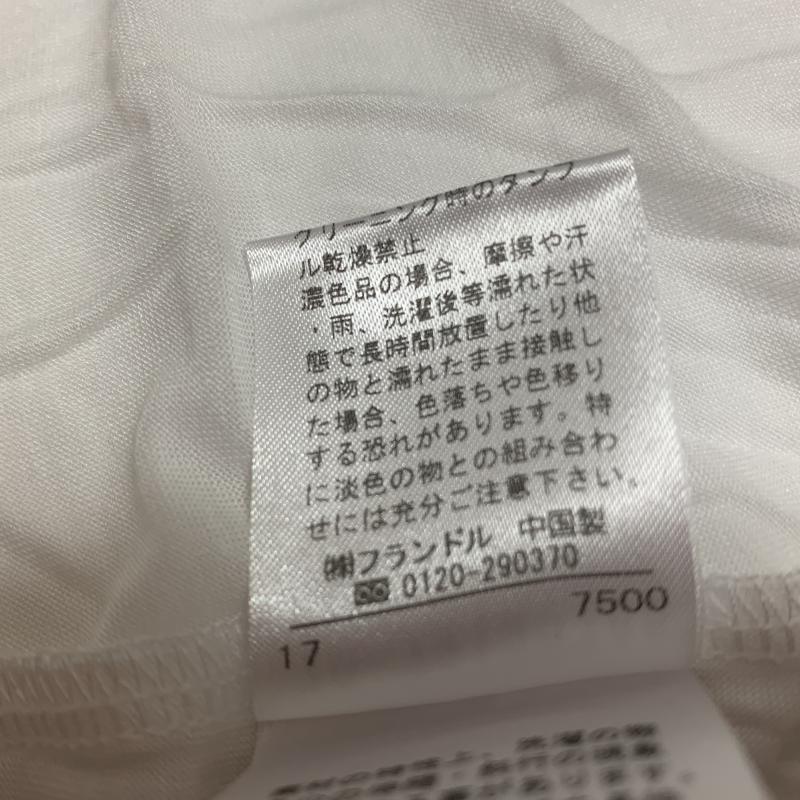 クリーニング時のタンブ
ル乾燥禁止
濃色品の場合、摩擦や汗
・雨、洗濯後等濡れた状
態で長時間放置したり他
の物と濡れたまま接触し
た場合、色落ちや色移り
する恐れがあります。特
に淡色の物との組み合わ
せには充分ご注意下さい。
㈱フランドル 中国製
0120-290370
17 7500